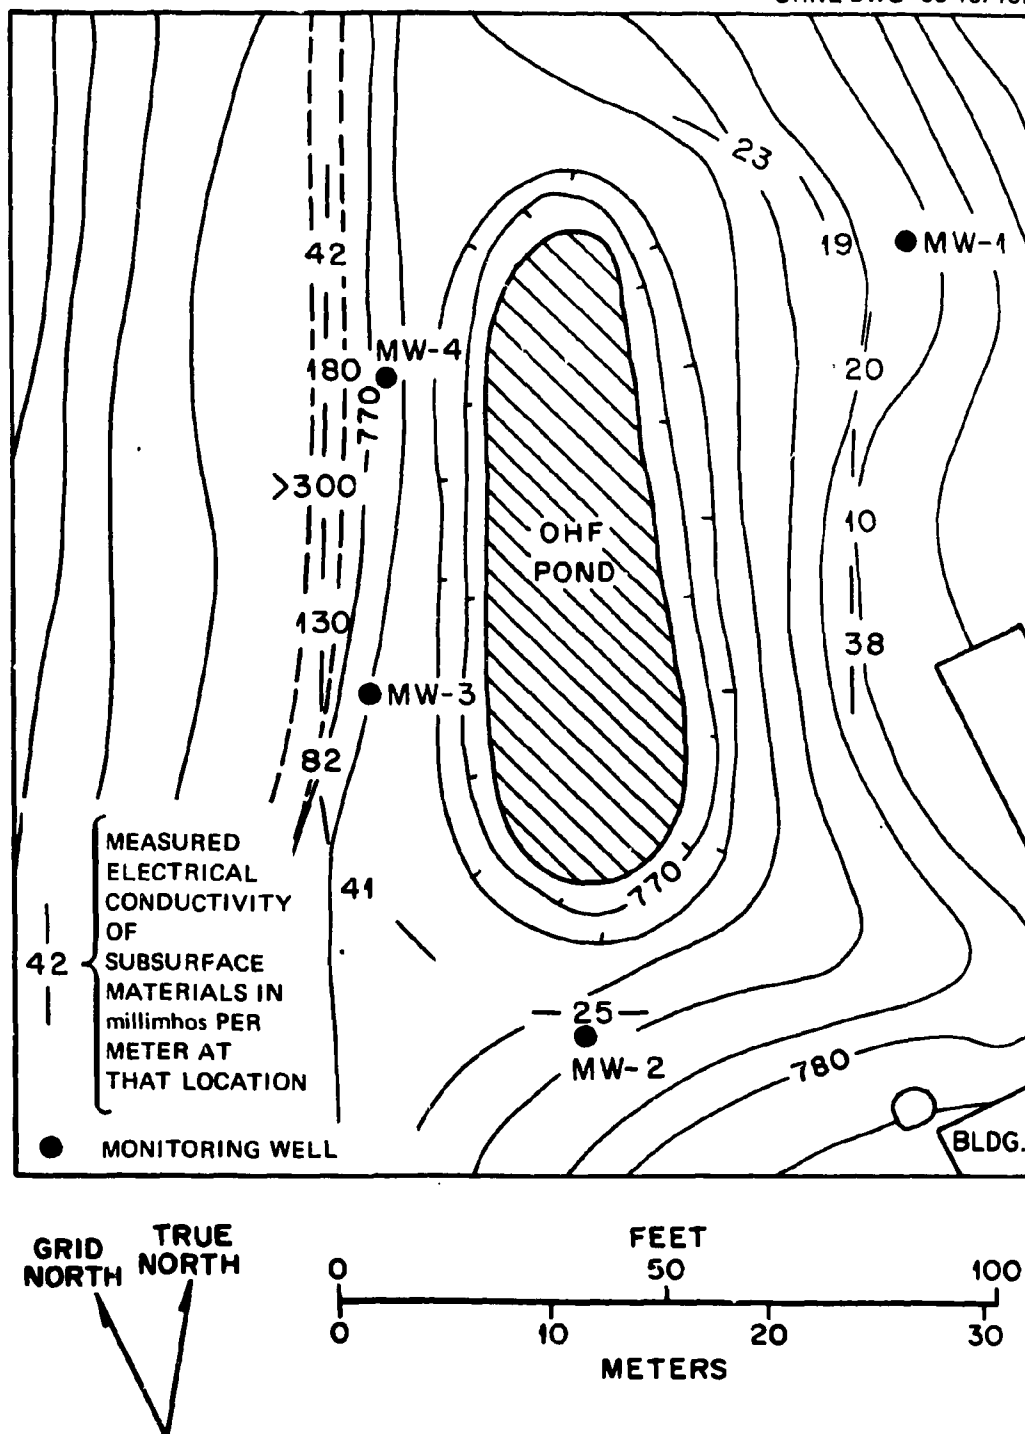 23
19
MW-1
42
MW-4
180
20
770
>300
10
OHF
POND
130
38
MW-3
82
MEASURED
ELECTRICAL
CONDUCTIVITY
OF
SUBSURFACE
MATERIALS IN
millimhos PER
METER AT
THAT LOCATION
42
41
770
25
MW-2
780
BLDG.
MONITORING WELL
GRID
NORTH
TRUE
NORTH
FEET
0 50 100
0 10 20 30
METERS